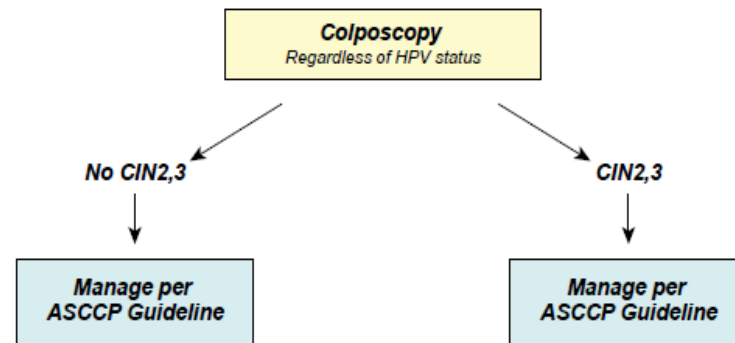 Colposcopy
Regardless of HPV status
No CIN2,3
CIN2,3
Manage per
ASCCP Guideline
Manage per
ASCCP Guideline